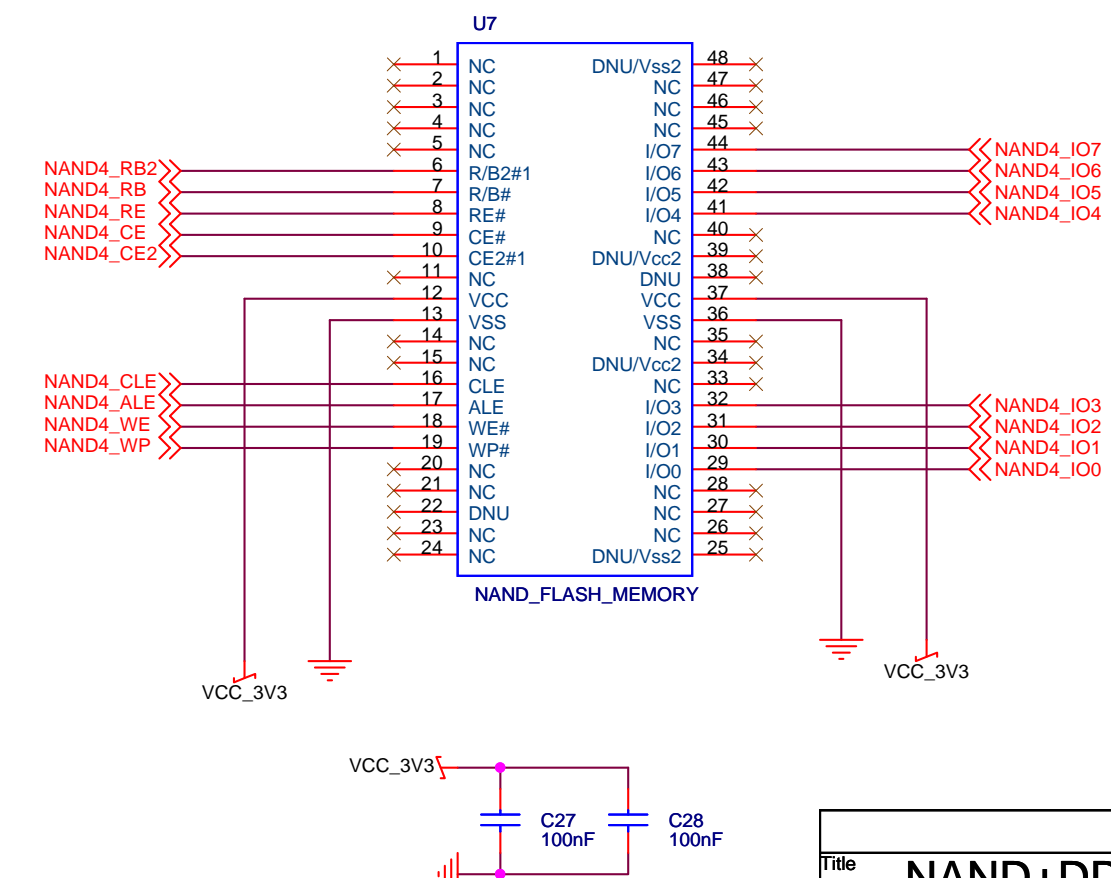 U7
1 NC DNU/Vss2 48
2 NC NC 47
3 NC NC 46
4 NC NC 45
5 NC I/O7 44 NAND4_IO7
NAND4_RB2 6 R/B2#1 I/O6 43 NAND4_IO6
NAND4_RB 7 R/B# I/O5 42 NAND4_IO5
NAND4_RE 8 RE# I/O4 41 NAND4_IO4
NAND4_CE 9 CE# NC 40
NAND4_CE2 10 CE2#1 DNU/Vcc2 39
11 NC DNU 38
12 VCC VCC 37
13 VSS VSS 36
14 NC NC 35
15 NC DNU/Vcc2 34
NAND4_CLE 16 CLE NC 33
NAND4_ALE 17 ALE I/O3 32 NAND4_IO3
NAND4_WE 18 WE# I/O2 31 NAND4_IO2
NAND4_WP 19 WP# I/O1 30 NAND4_IO1
20 NC I/O0 29 NAND4_IO0
21 NC NC 28
22 DNU NC 27
23 NC NC 26
24 NC DNU/Vss2 25
NAND_FLASH_MEMORY
VCC_3V3
VCC_3V3
VCC_3V3
C27
100nF
C28
100nF
Title